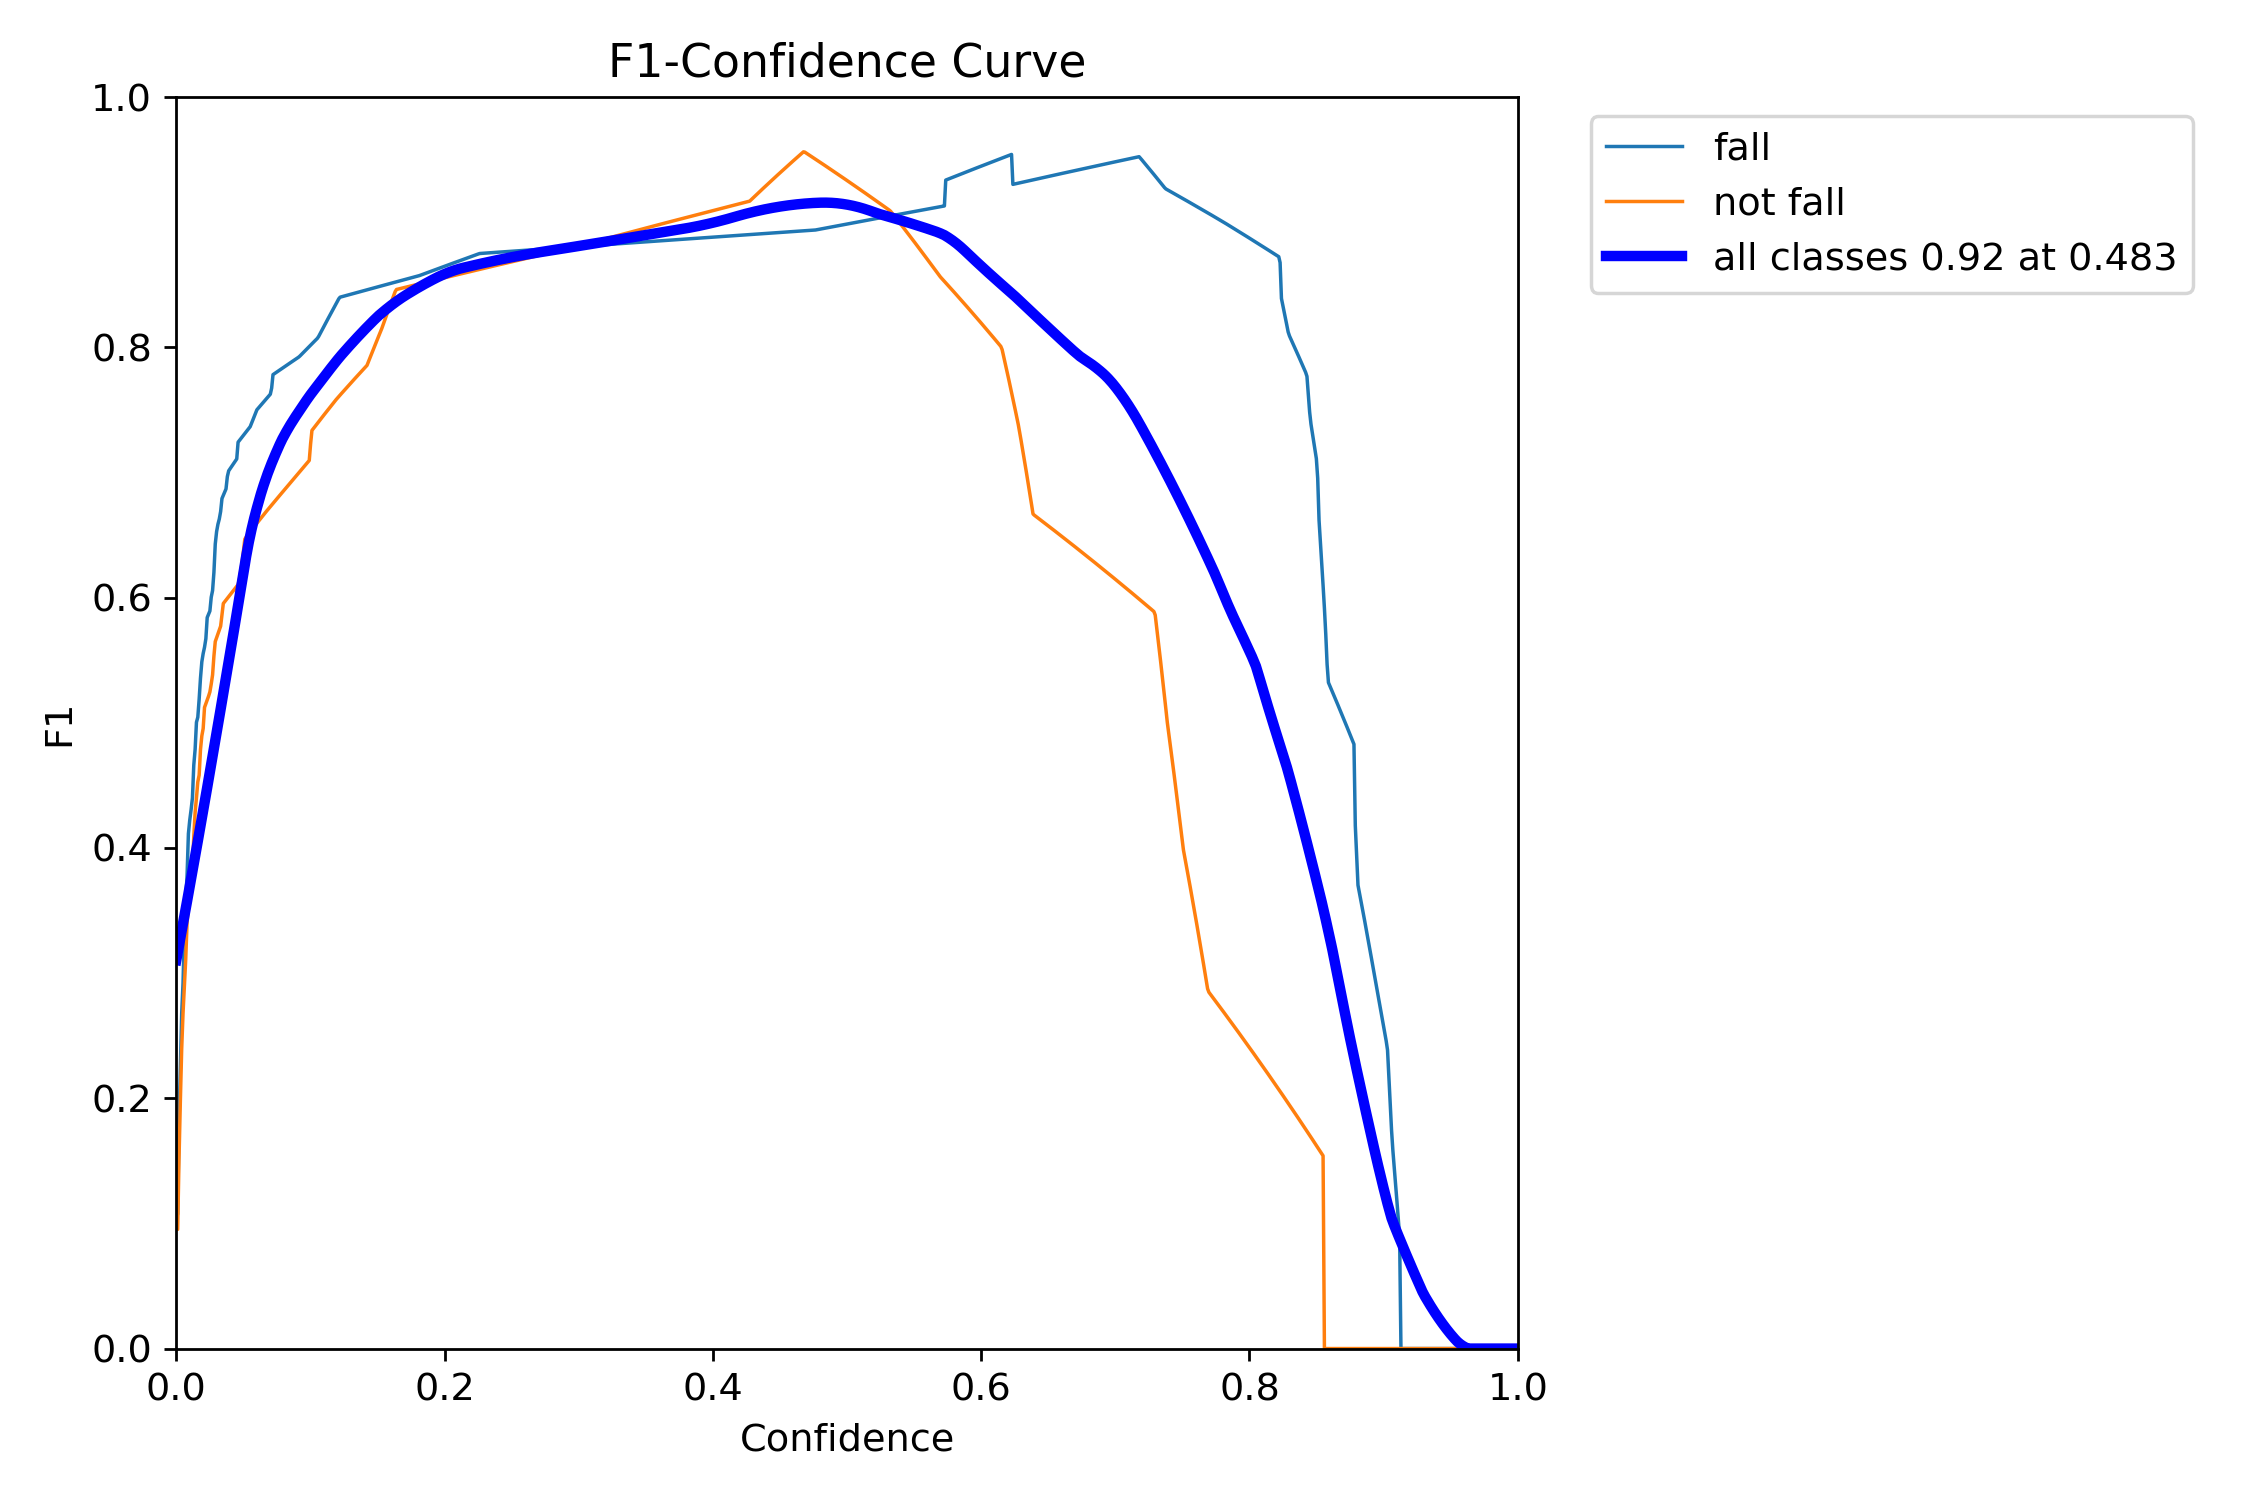 F1-Confidence Curve
1.0
0.8
0.6
0.4
0.2
0.0
F1
0.0 0.2 0.4 0.6 0.8 1.0
Confidence
fall
not fall
all classes 0.92 at 0.483